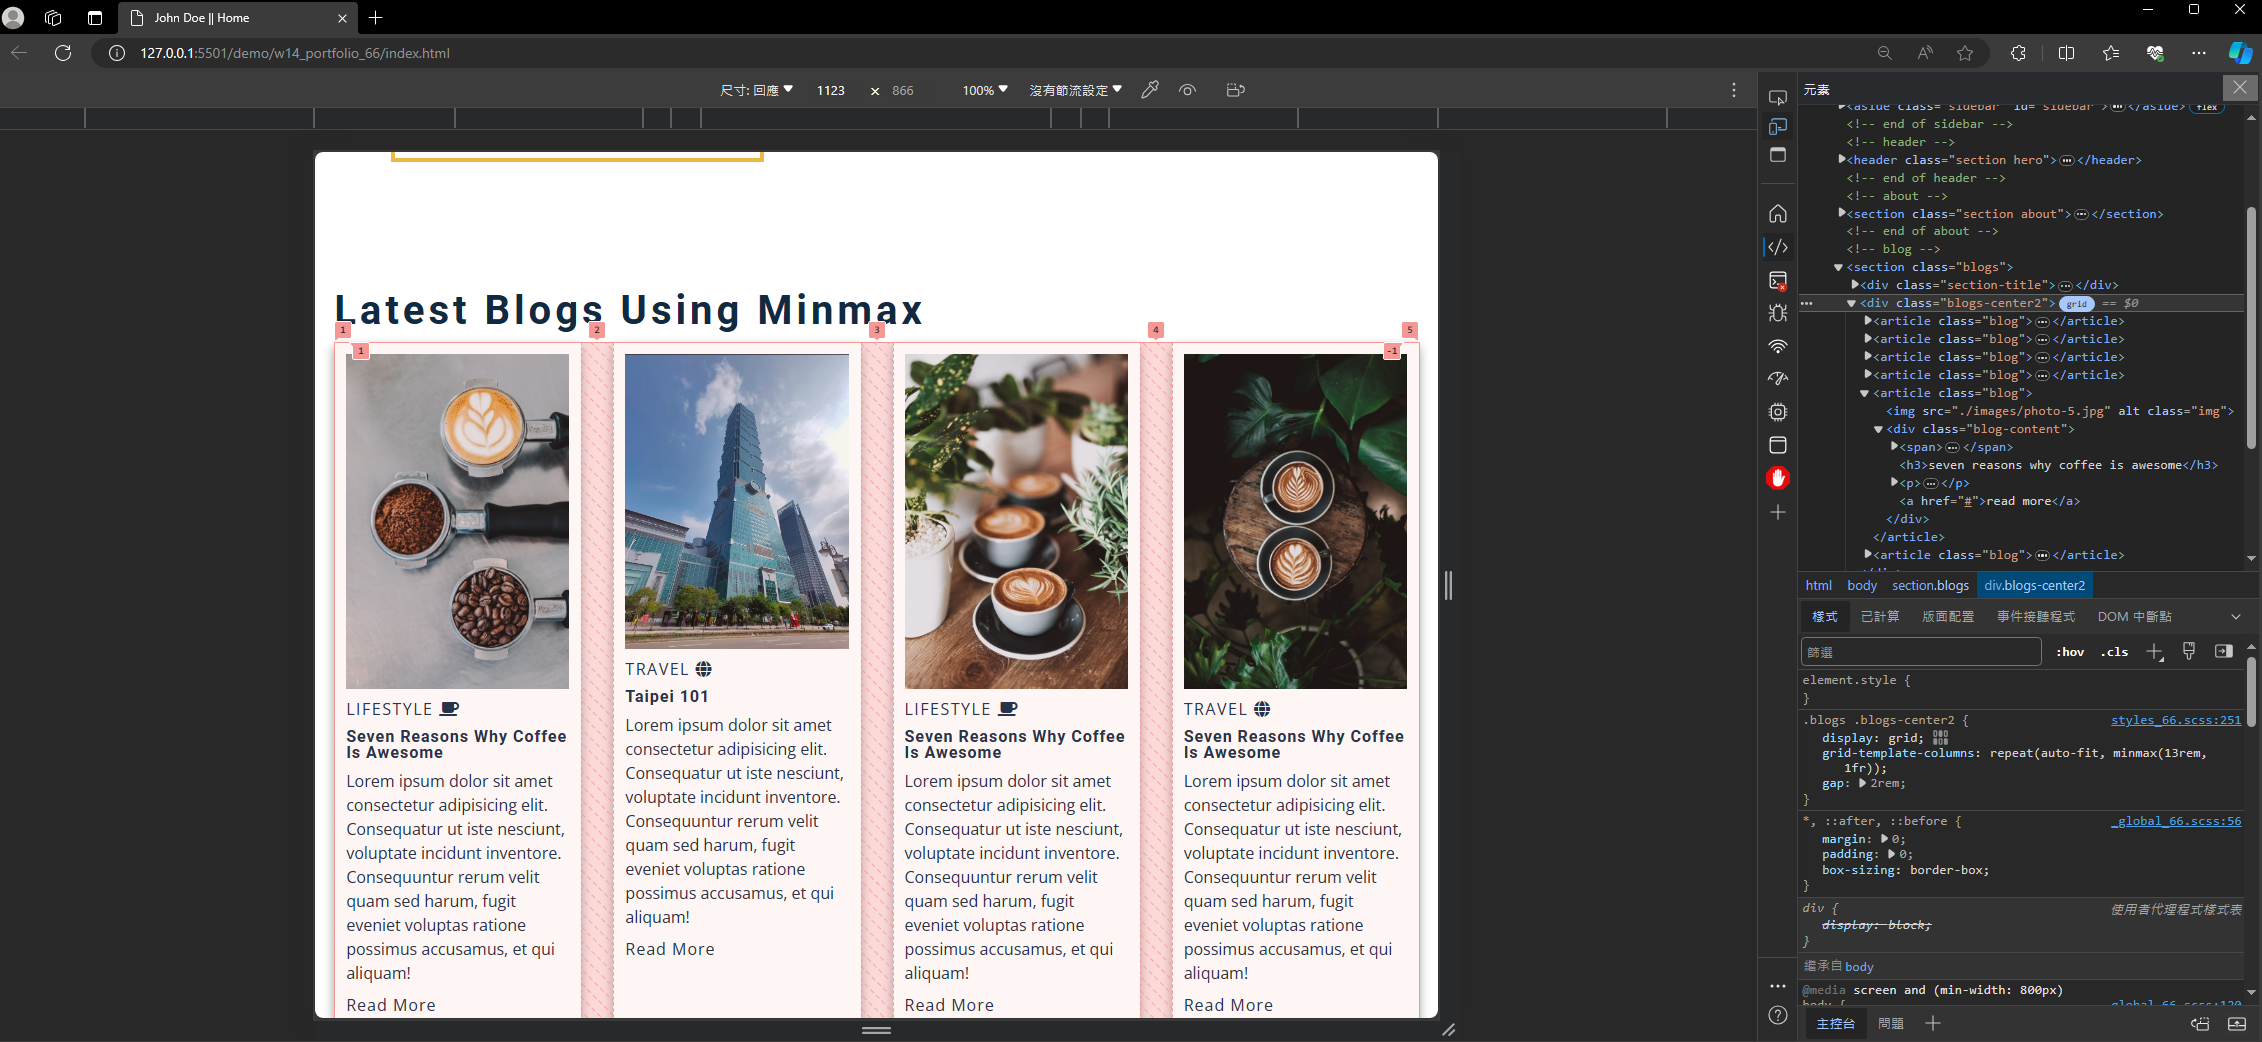 John Doe || Home
127.0.0.1:5501/demo/w14_portfolio_66/index.html
尺寸: 回應 1123 × 866 100% 沒有節流設定
Latest Blogs Using Minmax
1 2 3 4 5
1 -1
LIFESTYLE
Seven Reasons Why Coffee
Is Awesome
Lorem ipsum dolor sit amet
consectetur adipisicing elit.
Consequatur ut iste nesciunt,
voluptate incidunt inventore.
Consequuntur rerum velit
quam sed harum, fugit
eveniet voluptas ratione
possimus accusamus, et qui
aliquam!
Read More
TRAVEL
Taipei 101
Lorem ipsum dolor sit amet
consectetur adipisicing elit.
Consequatur ut iste nesciunt,
voluptate incidunt inventore.
Consequuntur rerum velit
quam sed harum, fugit
eveniet voluptas ratione
possimus accusamus, et qui
aliquam!
Read More
LIFESTYLE
Seven Reasons Why Coffee
Is Awesome
Lorem ipsum dolor sit amet
consectetur adipisicing elit.
Consequatur ut iste nesciunt,
voluptate incidunt inventore.
Consequuntur rerum velit
quam sed harum, fugit
eveniet voluptas ratione
possimus accusamus, et qui
aliquam!
Read More
TRAVEL
Seven Reasons Why Coffee
Is Awesome
Lorem ipsum dolor sit amet
consectetur adipisicing elit.
Consequatur ut iste nesciunt,
voluptate incidunt inventore.
Consequuntur rerum velit
quam sed harum, fugit
eveniet voluptas ratione
possimus accusamus, et qui
aliquam!
Read More
元素
<aside class="sidebar" id="sidebar">…</aside> flex
<!-- end of sidebar -->
<!-- header -->
<header class="section hero">…</header>
<!-- end of header -->
<!-- about -->
<section class="section about">…</section>
<!-- end of about -->
<!-- blog -->
<section class="blogs">
<div class="section-title">…</div>
<div class="blogs-center2"> grid == $0
<article class="blog">…</article>
<article class="blog">…</article>
<article class="blog">…</article>
<article class="blog">…</article>
<article class="blog">
<img src="./images/photo-5.jpg" alt class="img">
<div class="blog-content">
<span>…</span>
<h3>seven reasons why coffee is awesome</h3>
<p>…</p>
<a href="#">read more</a>
</div>
</article>
<article class="blog">…</article>
html body section.blogs div.blogs-center2
樣式 已計算 版面配置 事件接聽程式 DOM 中斷點
篩選 :hov .cls
element.style {
}
.blogs .blogs-center2 { styles_66.scss:251
display: grid;
grid-template-columns: repeat(auto-fit, minmax(13rem,
1fr));
gap: 2rem;
}
*, ::after, ::before { _global_66.scss:56
margin: 0;
padding: 0;
box-sizing: border-box;
}
div { 使用者代理程式樣式表
display: block;
}
繼承自 body
@media screen and (min-width: 800px)
body { _global_66.scss:120
主控台 問題